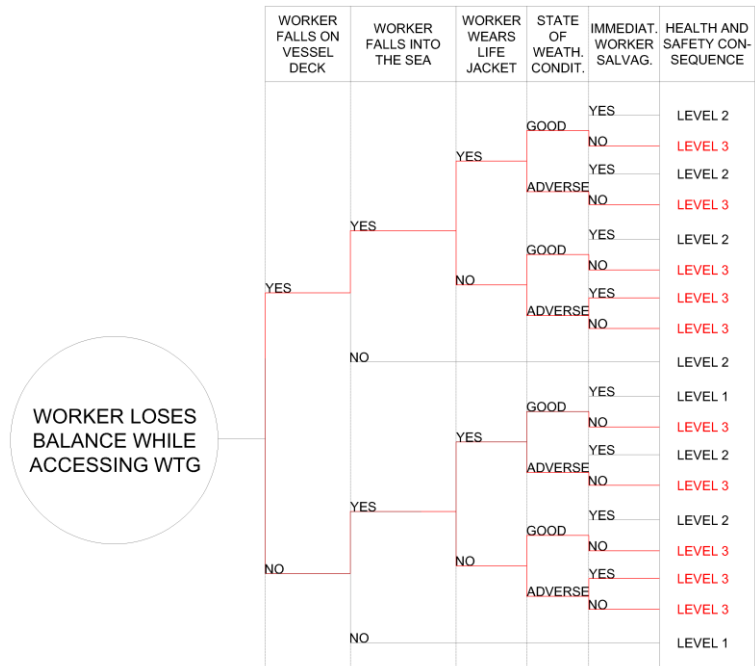 WORKER
FALLS ON
VESSEL
DECK
WORKER
FALLS INTO
THE SEA
WORKER
WEARS
LIFE
JACKET
STATE
OF
WEATH.
CONDIT.
IMMEDIAT.
WORKER
SALVAG.
HEALTH AND
SAFETY CON-
SEQUENCE
YES LEVEL 2
GOOD
NO LEVEL 3
YES
YES LEVEL 2
ADVERSE
NO LEVEL 3
YES
YES LEVEL 2
GOOD
NO LEVEL 3
NO
YES
YES LEVEL 3
ADVERSE
NO LEVEL 3
NO LEVEL 2
WORKER LOSES
BALANCE WHILE
ACCESSING WTG
YES LEVEL 1
GOOD
NO LEVEL 3
YES
YES LEVEL 2
ADVERSE
NO LEVEL 3
YES
YES LEVEL 2
GOOD
NO LEVEL 3
NO
NO
YES LEVEL 3
ADVERSE
NO LEVEL 3
NO LEVEL 1